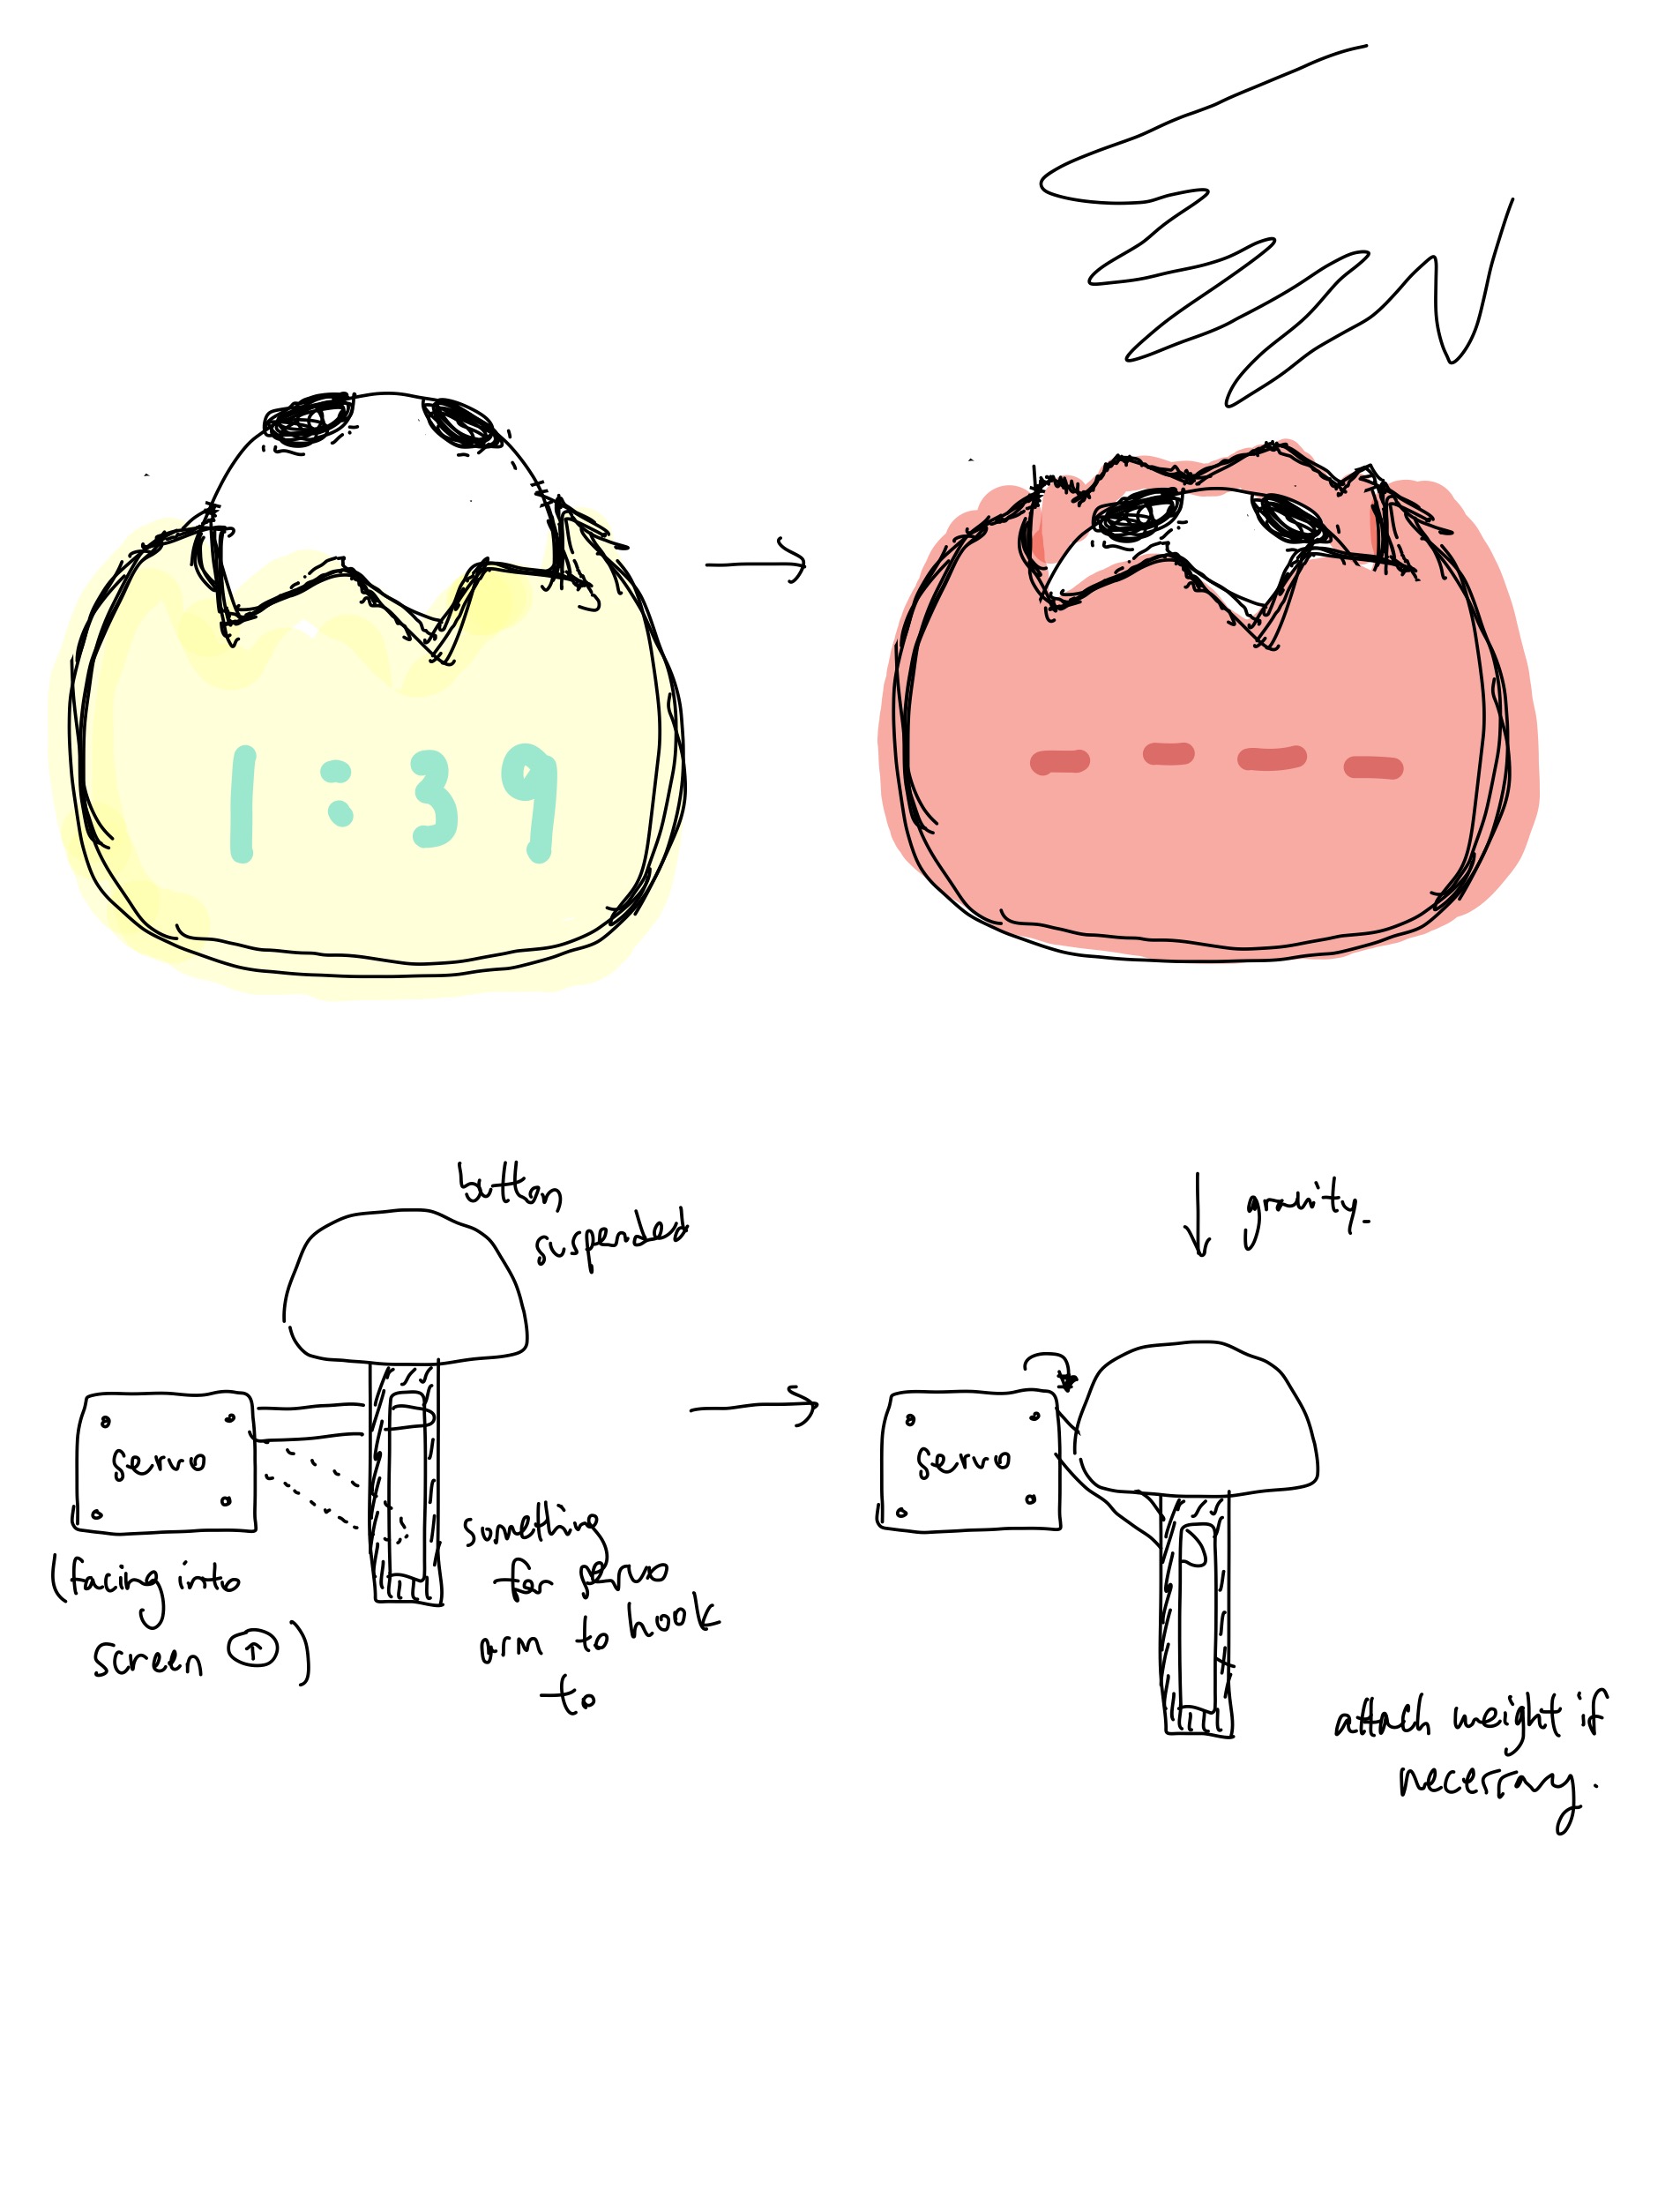 1:39
- - - -
button
suspended
servo
(facing into
screen ↑)
something
for servo
arm to hook
to
gravity.
servo
attach weight if
necessary.